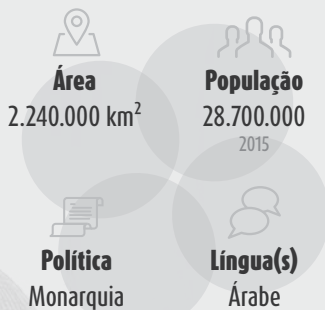 Área
2.240.000 km²
População
28.700.000
2015
Política
Monarquia
Língua(s)
Árabe